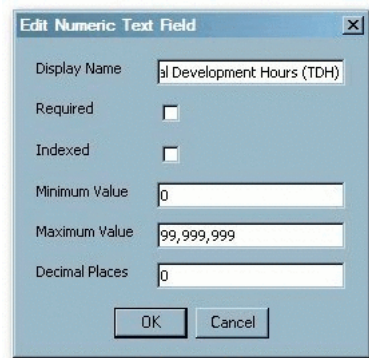 Edit Numeric Text Field
Display Name al Development Hours (TDH)
Required
Indexed
Minimum Value 0
Maximum Value 99,999,999
Decimal Places 0
OK Cancel